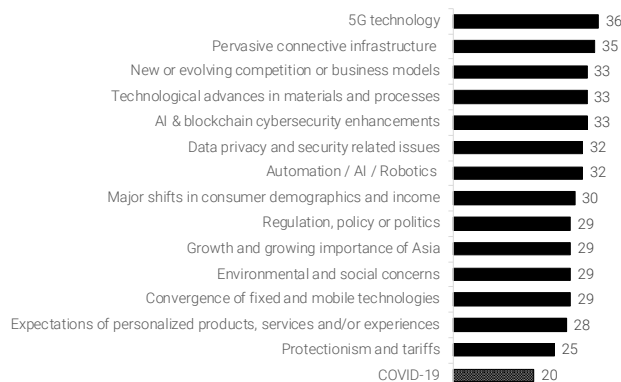 5G technology 36
Pervasive connective infrastructure 35
New or evolving competition or business models 33
Technological advances in materials and processes 33
AI & blockchain cybersecurity enhancements 33
Data privacy and security related issues 32
Automation / AI / Robotics 32
Major shifts in consumer demographics and income 30
Regulation, policy or politics 29
Growth and growing importance of Asia 29
Environmental and social concerns 29
Convergence of fixed and mobile technologies 29
Expectations of personalized products, services and/or experiences 28
Protectionism and tariffs 25
COVID-19 20